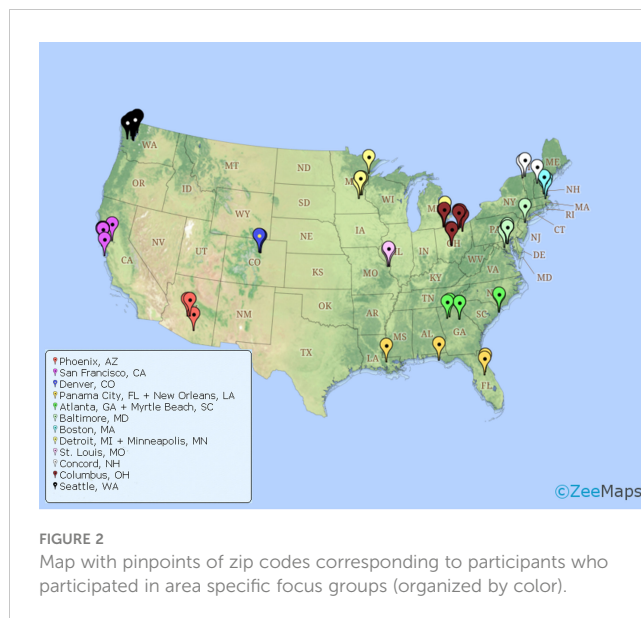 WA
MT
ND
ME
OR
ID
SD
WI
NH
WY
NY
MA
RI
IA
PA
CT
NE
NJ
NV
UT
IN
OH
DE
CO
WV
MD
CA
KS
MO
KY
VA
OK
TN
AZ
NM
AR
SC
MS
AL
GA
TX
LA
FL
Phoenix, AZ
San Francisco, CA
Denver, CO
Panama City, FL + New Orleans, LA
Atlanta, GA + Myrtle Beach, SC
Baltimore, MD
Boston, MA
Detroit, MI + Minneapolis, MN
St. Louis, MO
Concord, NH
Columbus, OH
Seattle, WA
©ZeeMaps
FIGURE 2
Map with pinpoints of zip codes corresponding to participants who
participated in area specific focus groups (organized by color).